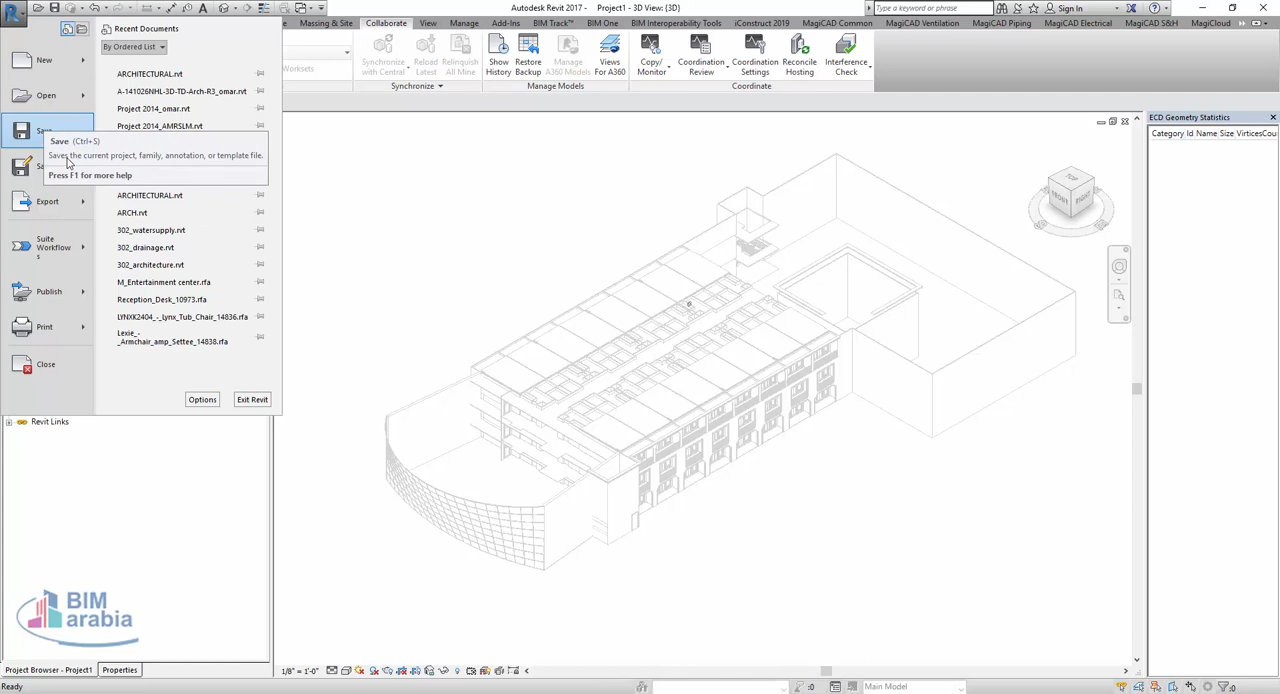 Autodesk Revit 2017 - Project1 - 3D View: {3D}
Type a keyword or phrase
Sign In
Massing & Site
Collaborate
View
Manage
Add-Ins
BIM Track™
BIM One
BIM Interoperability Tools
iConstruct 2019
MagiCAD Common
MagiCAD Ventilation
MagiCAD Piping
MagiCAD Electrical
MagiCAD S&H
MagiCloud
Worksets
Synchronize
with Central
Reload
Latest
Relinquish
All Mine
Show
History
Restore
Backup
Manage
A360 Models
Views
For A360
Copy/
Monitor
Coordination
Review
Coordination
Settings
Reconcile
Hosting
Interference
Check
Synchronize
Manage Models
Coordinate
New
Open
Save
Export
Suite
Workflow
s
Publish
Print
Close
Recent Documents
By Ordered List
ARCHITECTURAL.rvt
A-141026NHL-3D-TD-Arch-R3_omar.rvt
Project 2014_omar.rvt
Project 2014_AMRSLM.rvt
Save (Ctrl+S)
Saves the current project, family, annotation, or template file.
Press F1 for more help
ARCHITECTURAL.rvt
ARCH.rvt
302_watersupply.rvt
302_drainage.rvt
302_architecture.rvt
M_Entertainment center.rfa
Reception_Desk_10973.rfa
LYNXK2404_-_Lynx_Tub_Chair_14836.rfa
Lexie_-
_Armchair_amp_Settee_14838.rfa
Options
Exit Revit
Revit Links
BIM
arabia
Project Browser - Project1
Properties
Ready
1/8" = 1'-0"
:0
Main Model
:0
TOP
FRONT
RIGHT
ECD Geometry Statistics
Category Id Name Size VirticesCou